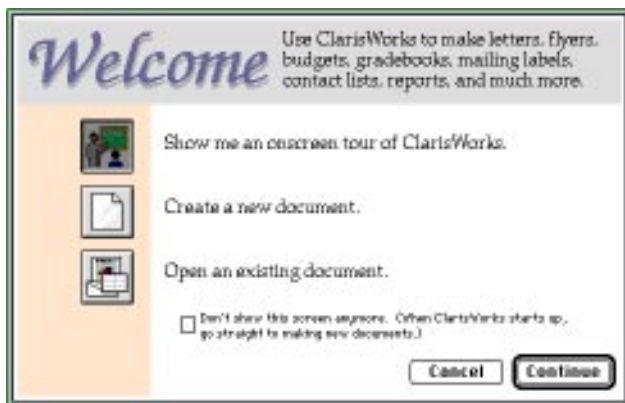 Welcome
Use ClarisWorks to make letters, flyers,
budgets, gradebooks, mailing labels,
contact lists, reports, and much more.
Show me an onscreen tour of ClarisWorks.
Create a new document.
Open an existing document.
Don't show this screen anymore. (When ClarisWorks starts up,
go straight to making new documents.)
Cancel
Continue